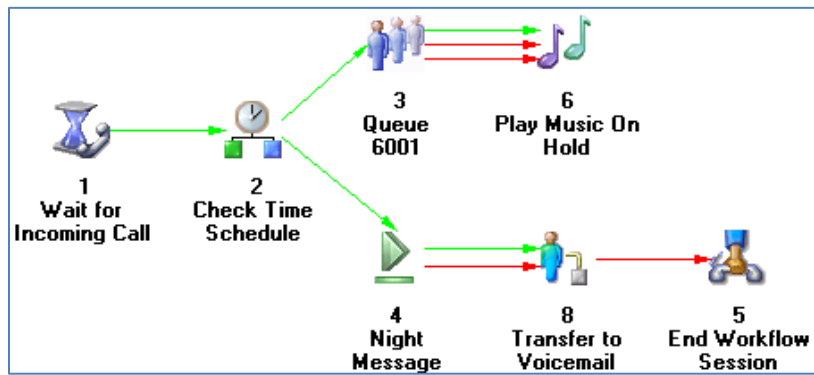 3
Queue
6001
6
Play Music On
Hold
1
Wait for
Incoming Call
2
Check Time
Schedule
4
Night
Message
8
Transfer to
Voicemail
5
End Workflow
Session